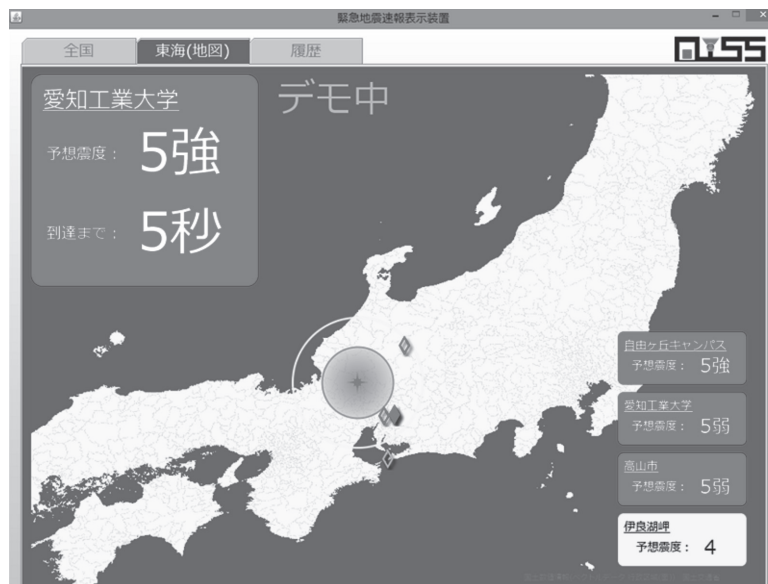 緊急地震速報表示装置
全国
東海(地図)
履歴
QTSS
愛知工業大学
予想震度： 5強
到達まで： 5秒
デモ中
自由ヶ丘キャンパス
予想震度： 5強
愛知工業大学
予想震度： 5弱
高山市
予想震度： 5弱
伊良湖岬
予想震度： 4